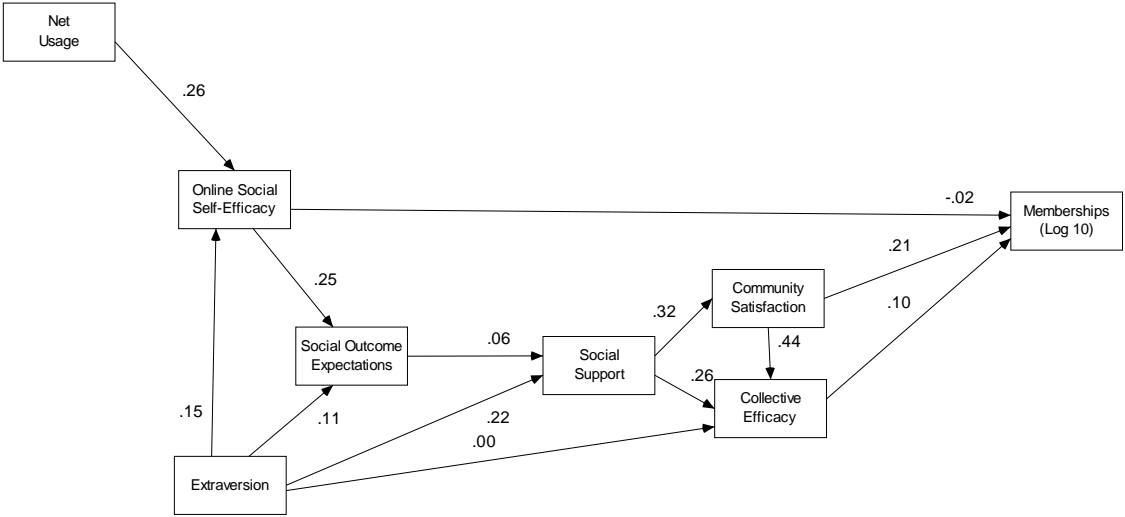 Net
Usage
.26
Online Social
Self-Efficacy
-.02
Memberships
(Log 10)
.21
.25
Community
Satisfaction
.10
.32
Social Outcome
Expectations
.06
Social
Support
.44
.26
Collective
Efficacy
.15
.11
.22
.00
Extraversion